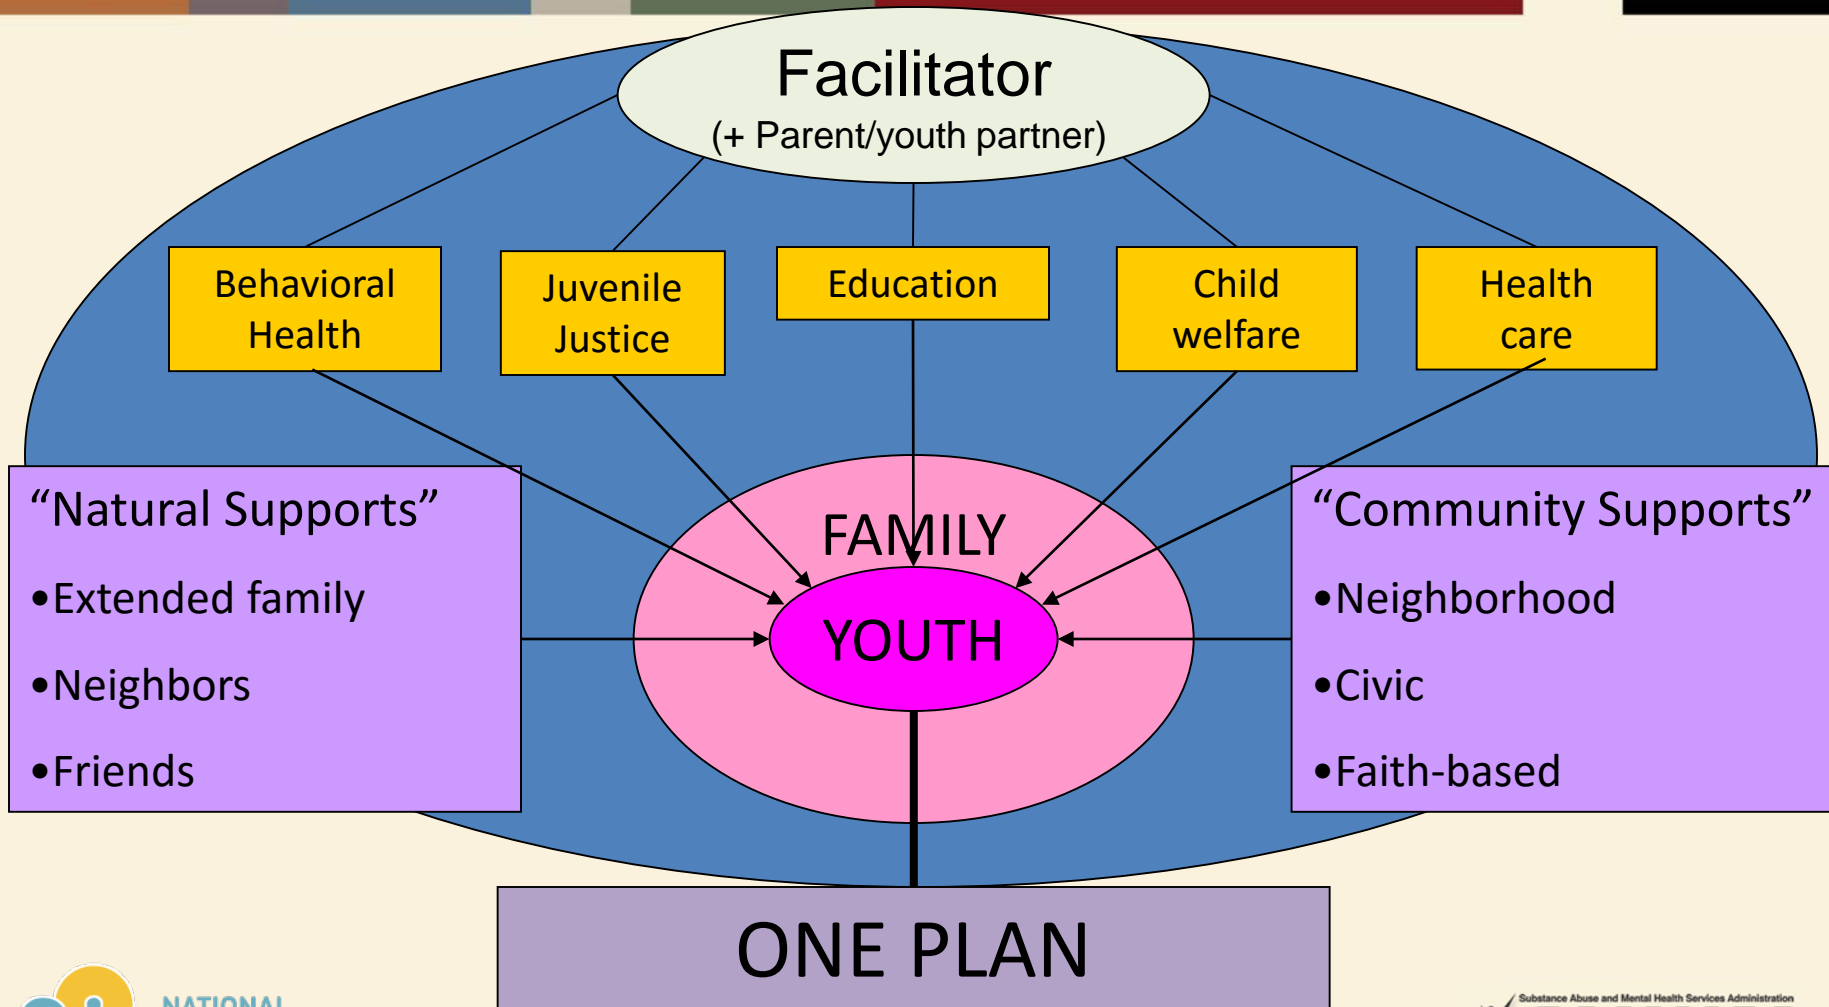 Facilitator
(+ Parent/youth partner)
Behavioral
Health
Juvenile
Justice
Education
Child
welfare
Health
care
“Natural Supports”
•Extended family
•Neighbors
•Friends
FAMILY
YOUTH
“Community Supports”
•Neighborhood
•Civic
•Faith-based
ONE PLAN
NATIONAL
Substance Abuse and Mental Health Services Administration